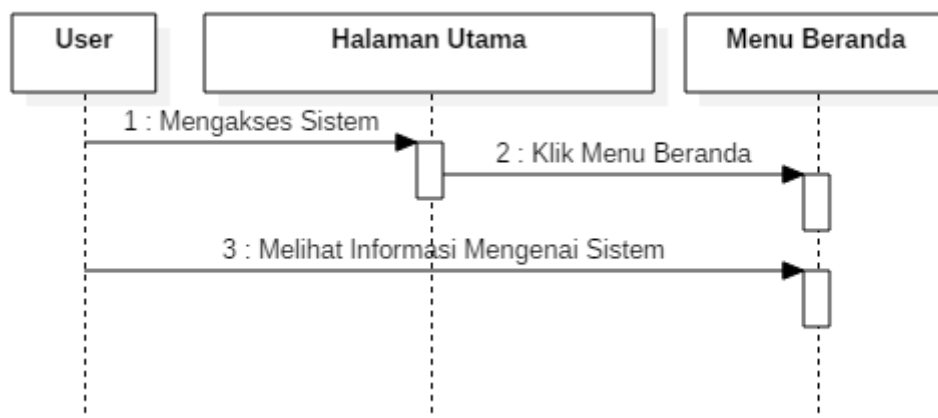 User
Halaman Utama
Menu Beranda
1 : Mengakses Sistem
2 : Klik Menu Beranda
3 : Melihat Informasi Mengenai Sistem